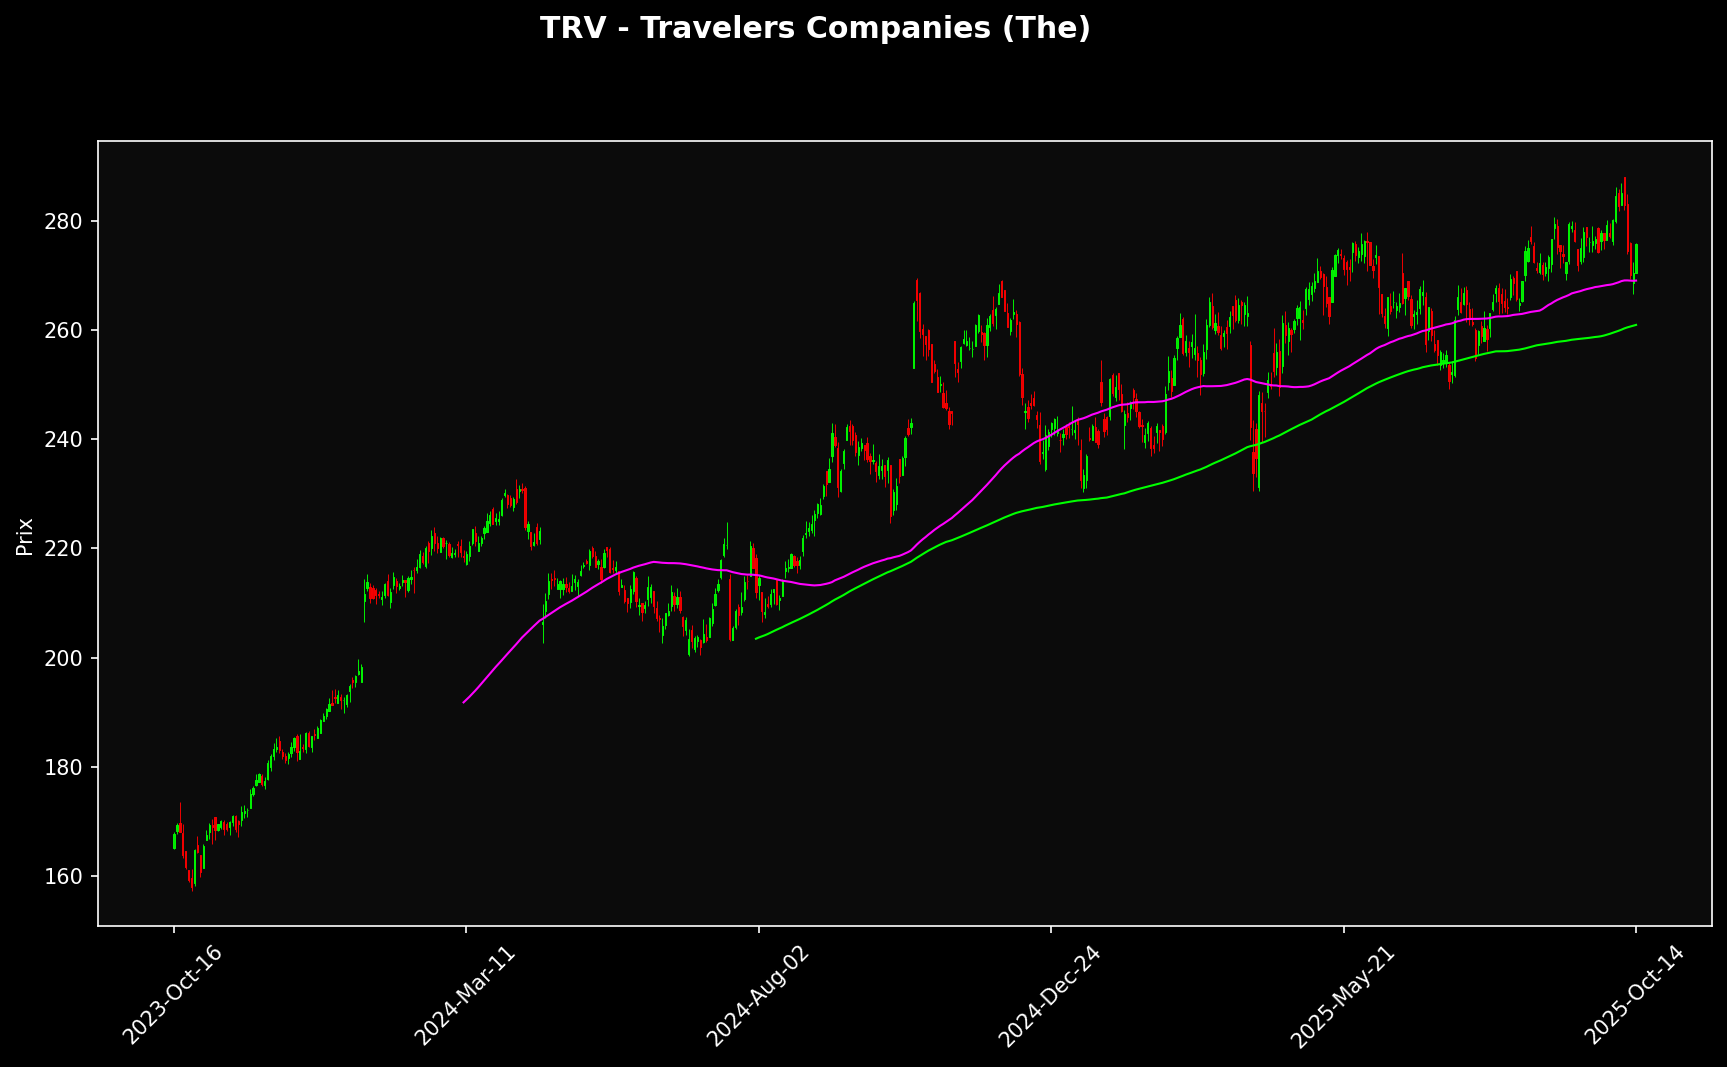 TRV - Travelers Companies (The)
Prix
280
260
240
220
200
180
160
2023-Oct-16
2024-Mar-11
2024-Aug-02
2024-Dec-24
2025-May-21
2025-Oct-14